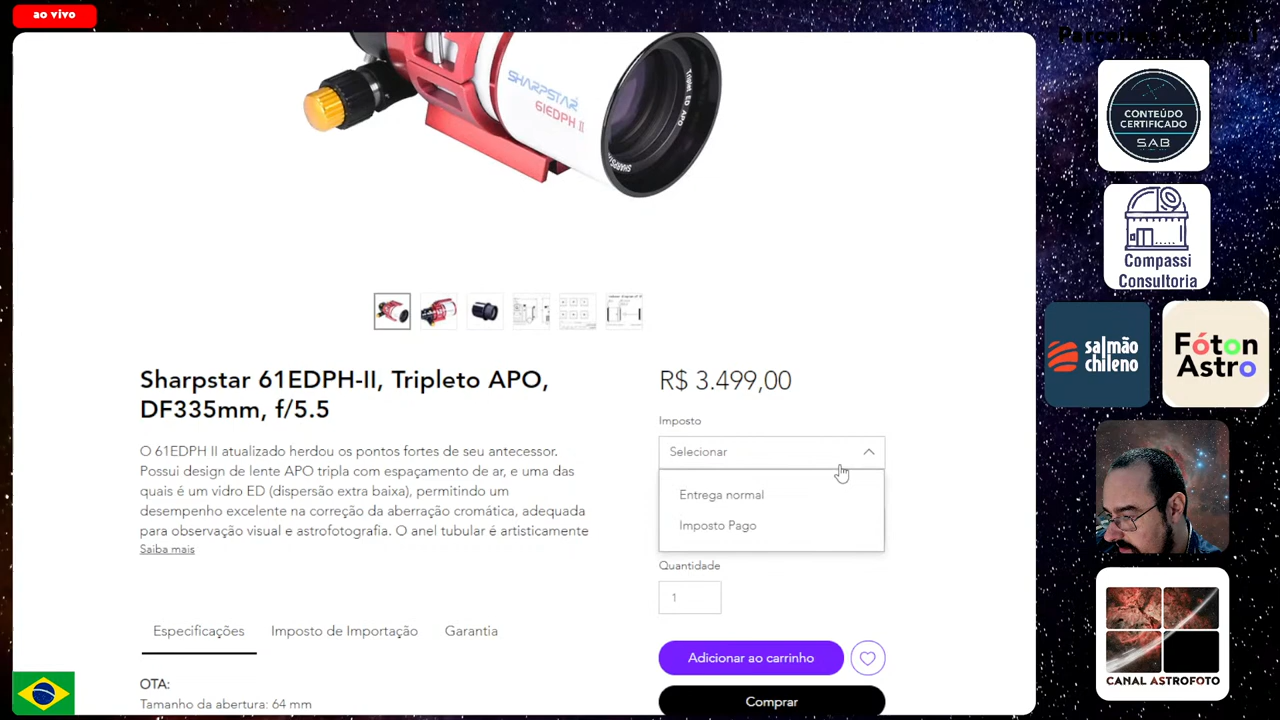 ao vivo
SHARPSTAR
61EDPH II
Triplet ED APO
SHARPSTAR
CONTEÚDO
CERTIFICADO
SAB
Compassi
Consultoria
salmão
chileno
Fóton
Astro
CANAL ASTROFOTO
Sharpstar 61EDPH-II, Tripleto APO,
DF335mm, f/5.5
O 61EDPH II atualizado herdou os pontos fortes de seu antecessor.
Possui design de lente APO tripla com espaçamento de ar, e uma das
quais é um vidro ED (dispersão extra baixa), permitindo um
desempenho excelente na correção da aberração cromática, adequada
para observação visual e astrofotografia. O anel tubular é artisticamente
Saiba mais
R$ 3.499,00
Imposto
Selecionar
Entrega normal
Imposto Pago
Quantidade
1
Adicionar ao carrinho
Comprar
Especificações
Imposto de Importação
Garantia
OTA:
Tamanho da abertura: 64 mm